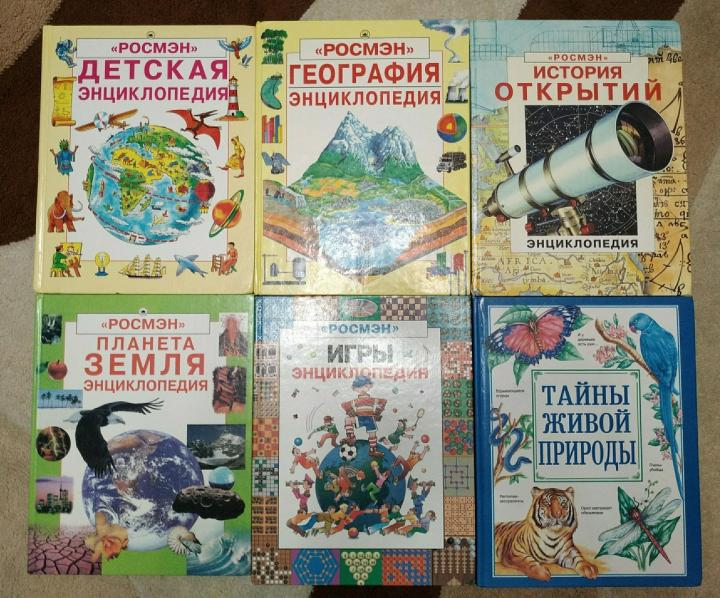 «РОСМЭН»
ДЕТСКАЯ
ЭНЦИКЛОПЕДИЯ
«РОСМЭН»
ГЕОГРАФИЯ
ЭНЦИКЛОПЕДИЯ
«РОСМЭН»
ИСТОРИЯ
ОТКРЫТИЙ
ЭНЦИКЛОПЕДИЯ
AFRICA
«РОСМЭН»
ПЛАНЕТА
ЗЕМЛЯ
ЭНЦИКЛОПЕДИЯ
«РОСМЭН»
ИГРЫ
ЭНЦИКЛОПЕДИЯ
ТАЙНЫ
ЖИВОЙ
ПРИРОДЫ